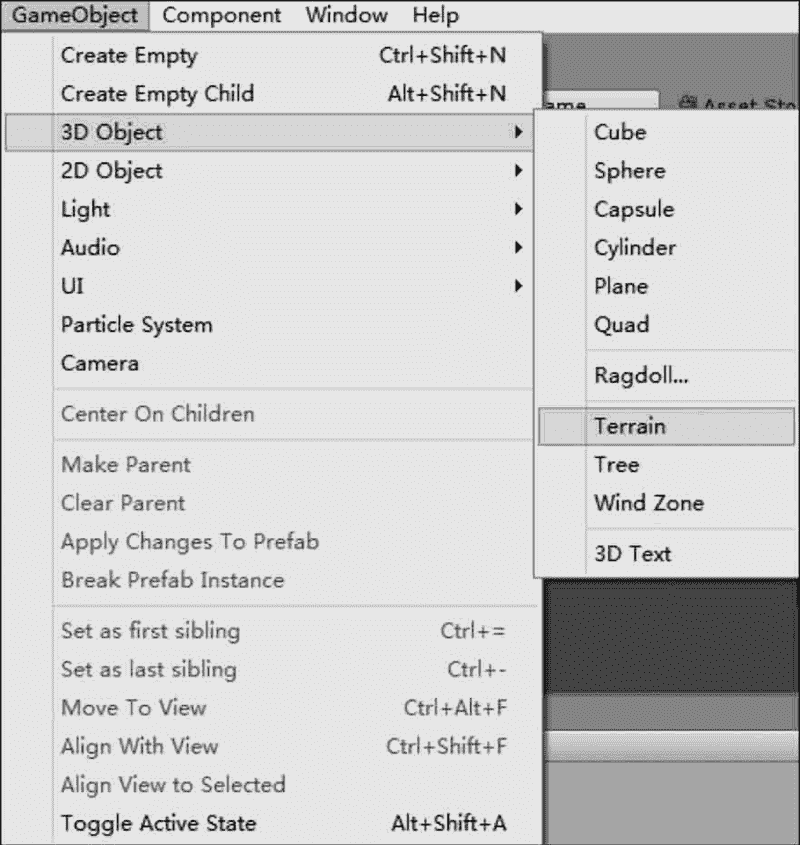 GameObject Component Window Help
Create Empty Ctrl+Shift+N
Create Empty Child Alt+Shift+N
3D Object
2D Object
Light
Audio
UI
Particle System
Camera
Center On Children
Make Parent
Clear Parent
Apply Changes To Prefab
Break Prefab Instance
Set as first sibling Ctrl+=
Set as last sibling Ctrl+-
Move To View Ctrl+Alt+F
Align With View Ctrl+Shift+F
Align View to Selected
Toggle Active State Alt+Shift+A
ame Asset Sto
Cube
Sphere
Capsule
Cylinder
Plane
Quad
Ragdoll...
Terrain
Tree
Wind Zone
3D Text